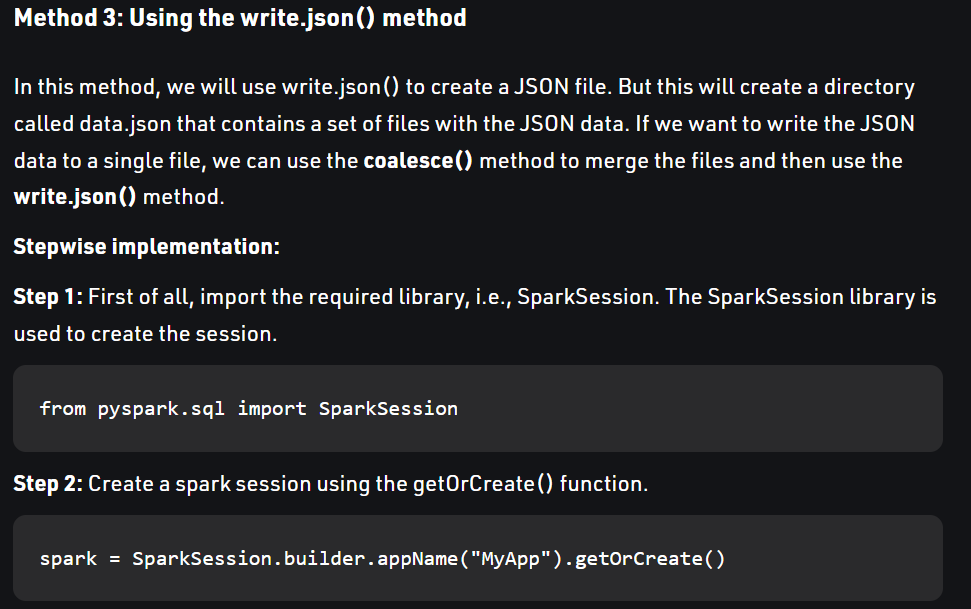 Method 3: Using the write.json() method
In this method, we will use write.json() to create a JSON file. But this will create a directory
called data.json that contains a set of files with the JSON data. If we want to write the JSON
data to a single file, we can use the coalesce() method to merge the files and then use the
write.json() method.
Stepwise implementation:
Step 1: First of all, import the required library, i.e., SparkSession. The SparkSession library is
used to create the session.
from pyspark.sql import SparkSession
Step 2: Create a spark session using the getOrCreate() function.
spark = SparkSession.builder.appName("MyApp").getOrCreate()